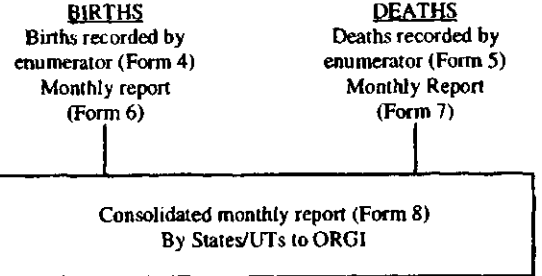 BIRTHS
Births recorded by
enumerator (Form 4)
Monthly report
(Form 6)
DEATHS
Deaths recorded by
enumerator (Form 5)
Monthly Report
(Form 7)
Consolidated monthly report (Form 8)
By States/UTs to ORGI